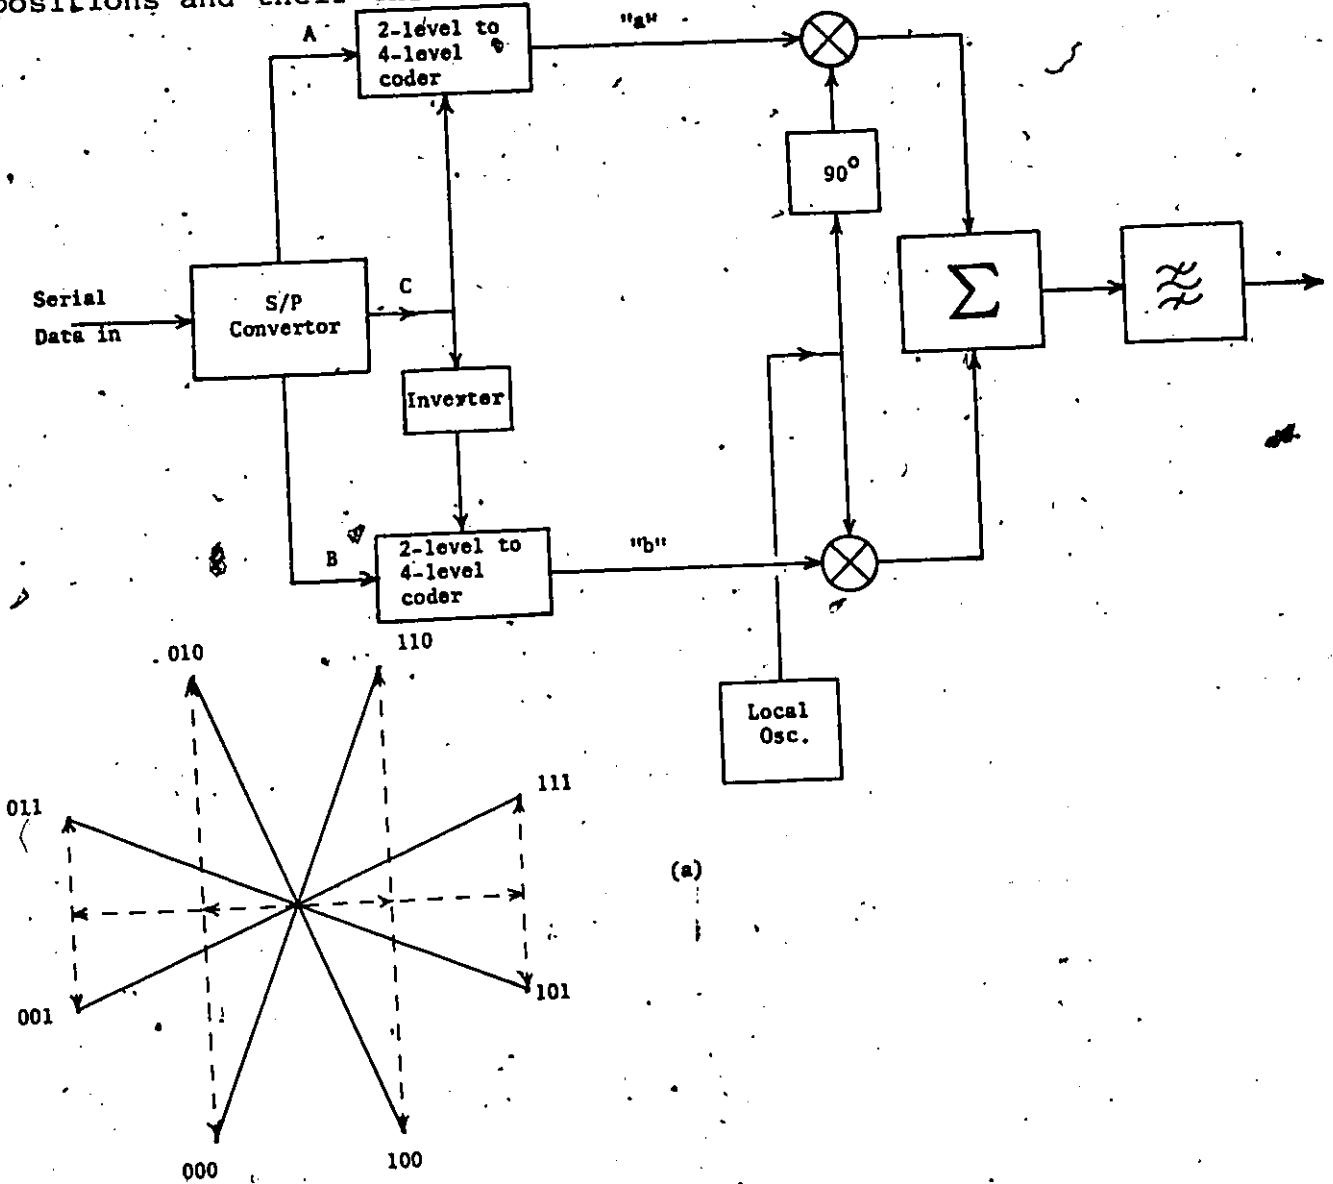 positions and their
A
2-level to
4-level
coder
"a"
90°
Serial
Data in
S/P
Convertor
C
Σ
Inverter
B
2-level to
4-level
coder
"b"
Local
Osc.
010
110
011
111
(a)
001
101
000
100